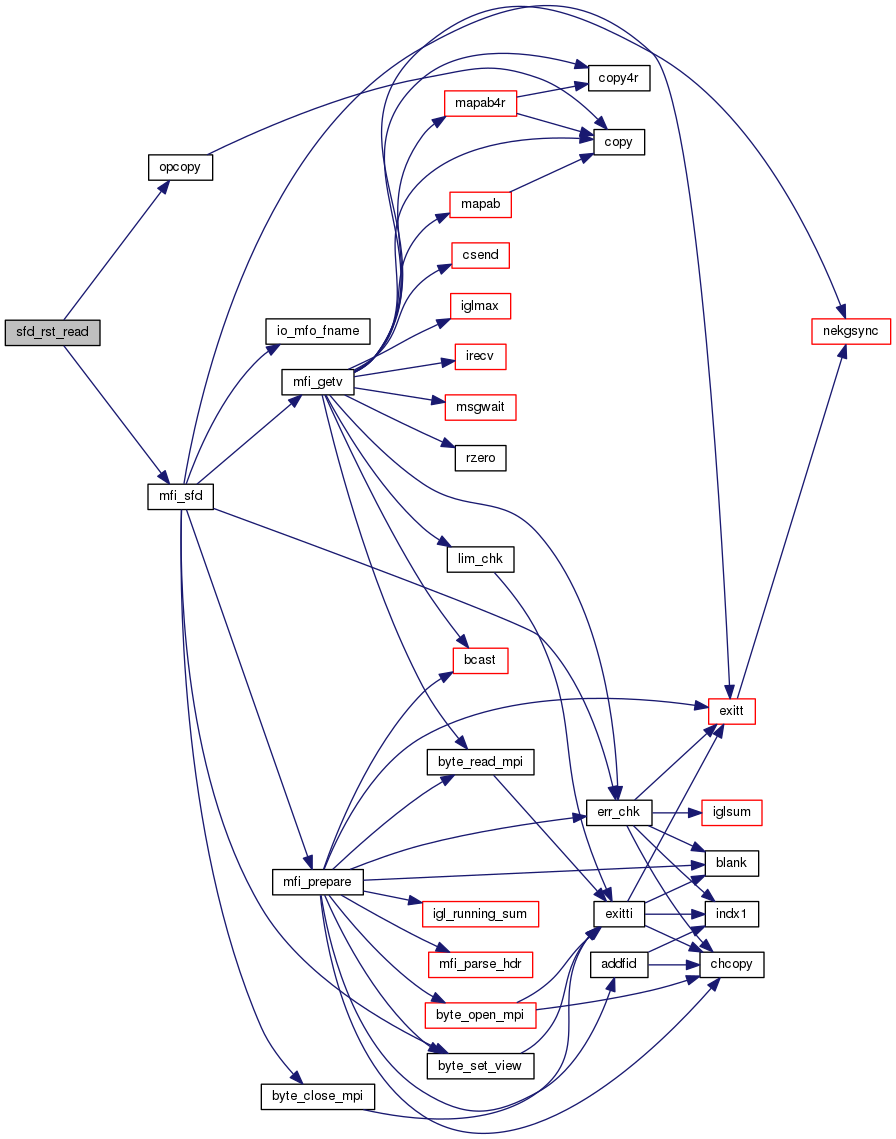 copy4r
mapab4r
copy
opcopy
mapab
csend
iglmax
sfd_rst_read
io_mfo_fname
nekgsync
irecv
mfi_getv
msgwait
rzero
mfi_sfd
lim_chk
bcast
exitt
byte_read_mpi
err_chk
iglsum
blank
mfi_prepare
igl_running_sum
exitti
indx1
mfi_parse_hdr
addfid
chcopy
byte_open_mpi
byte_set_view
byte_close_mpi